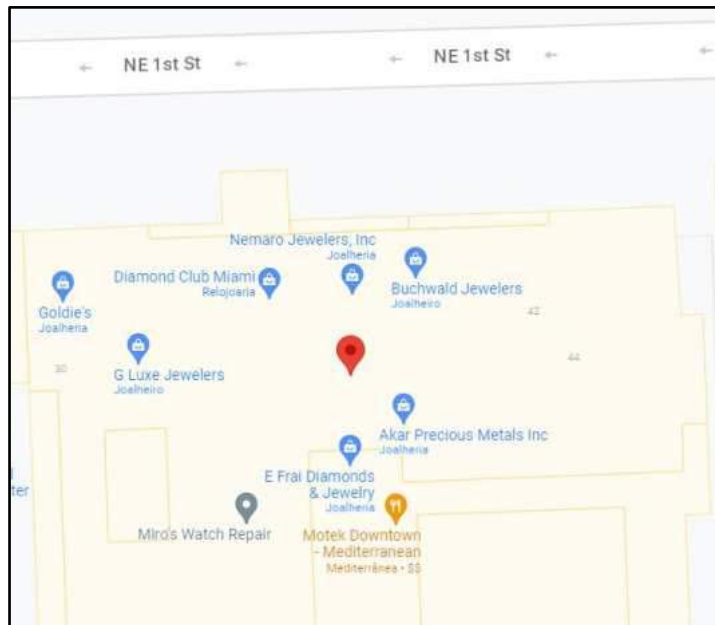 NE 1st St
NE 1st St
Nemaro Jewelers, Inc
Joalheria
Diamond Club Miami
Relojoaria
Buchwald Jewelers
Joalheiro
Goldie's
Joalheria
42
44
30
G Luxe Jewelers
Joalheiro
Akar Precious Metals Inc
Joalheria
E Frai Diamonds
& Jewelry
Joalheria
ter
Miro's Watch Repair
Motek Downtown
- Mediterranean
Mediterrânea • $$